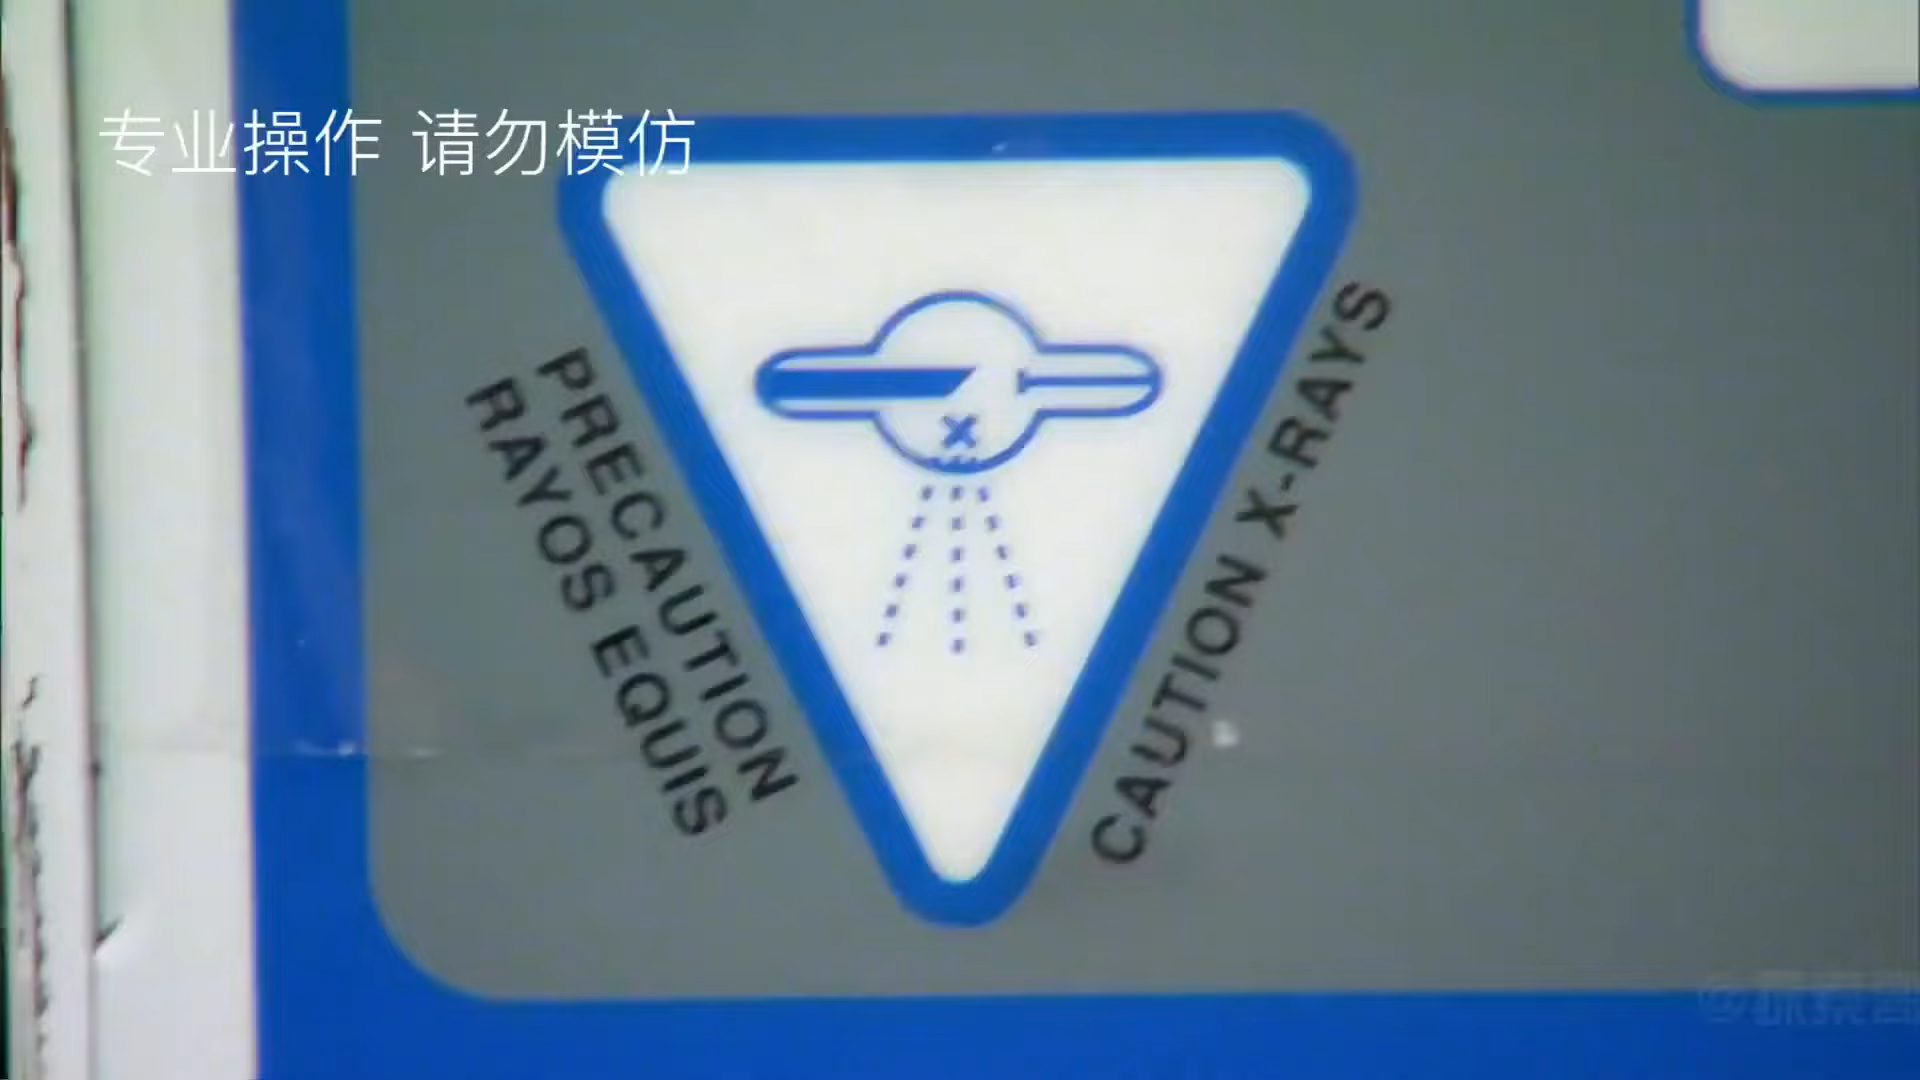 专业操作 请勿模仿
PRECAUTION
RAYOS EQUIS
CAUTION X-RAYS
X